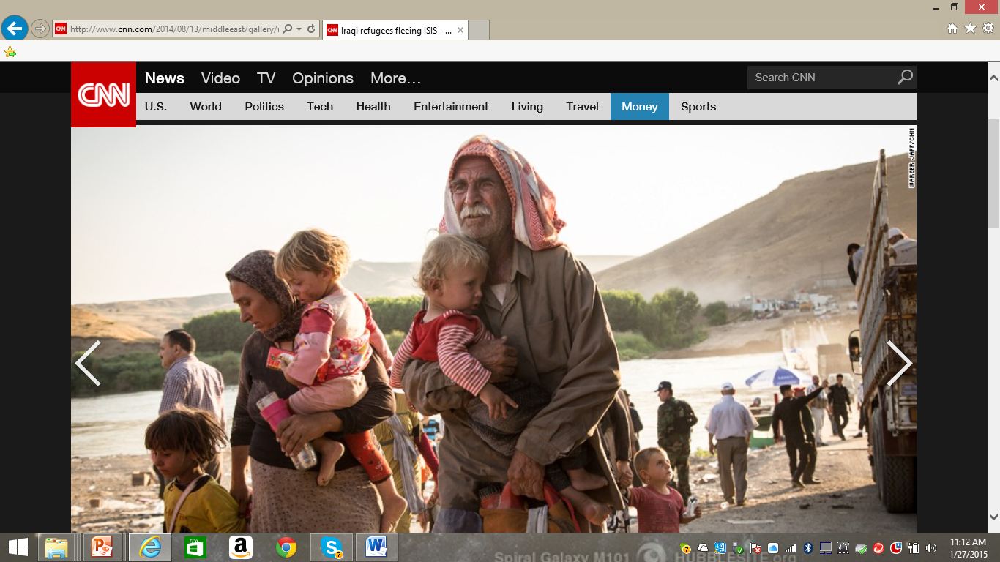 http://www.cnn.com/2014/08/13/middleeast/gallery/i
Iraqi refugees fleeing ISIS - ...
CNN
News Video TV Opinions More...
Search CNN
U.S. World Politics Tech Health Entertainment Living Travel Money Sports
WARZER JAFF/CNN
11:12 AM
Spiral Galaxy M101 HUBBLESITE.org
1/27/2015